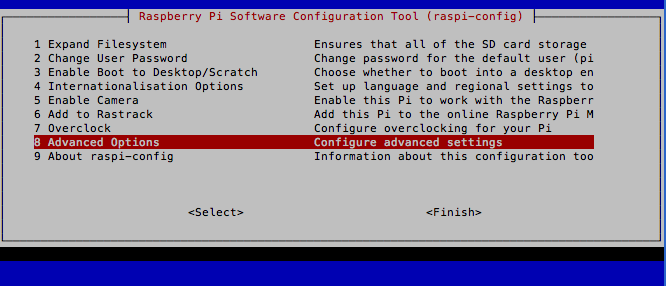 Raspberry Pi Software Configuration Tool (raspi-config)
1 Expand Filesystem Ensures that all of the SD card storage
2 Change User Password Change password for the default user (pi
3 Enable Boot to Desktop/Scratch Choose whether to boot into a desktop en
4 Internationalisation Options Set up language and regional settings to
5 Enable Camera Enable this Pi to work with the Raspberr
6 Add to Rastrack Add this Pi to the online Raspberry Pi M
7 Overclock Configure overclocking for your Pi
8 Advanced Options Configure advanced settings
9 About raspi-config Information about this configuration too
<Select> <Finish>